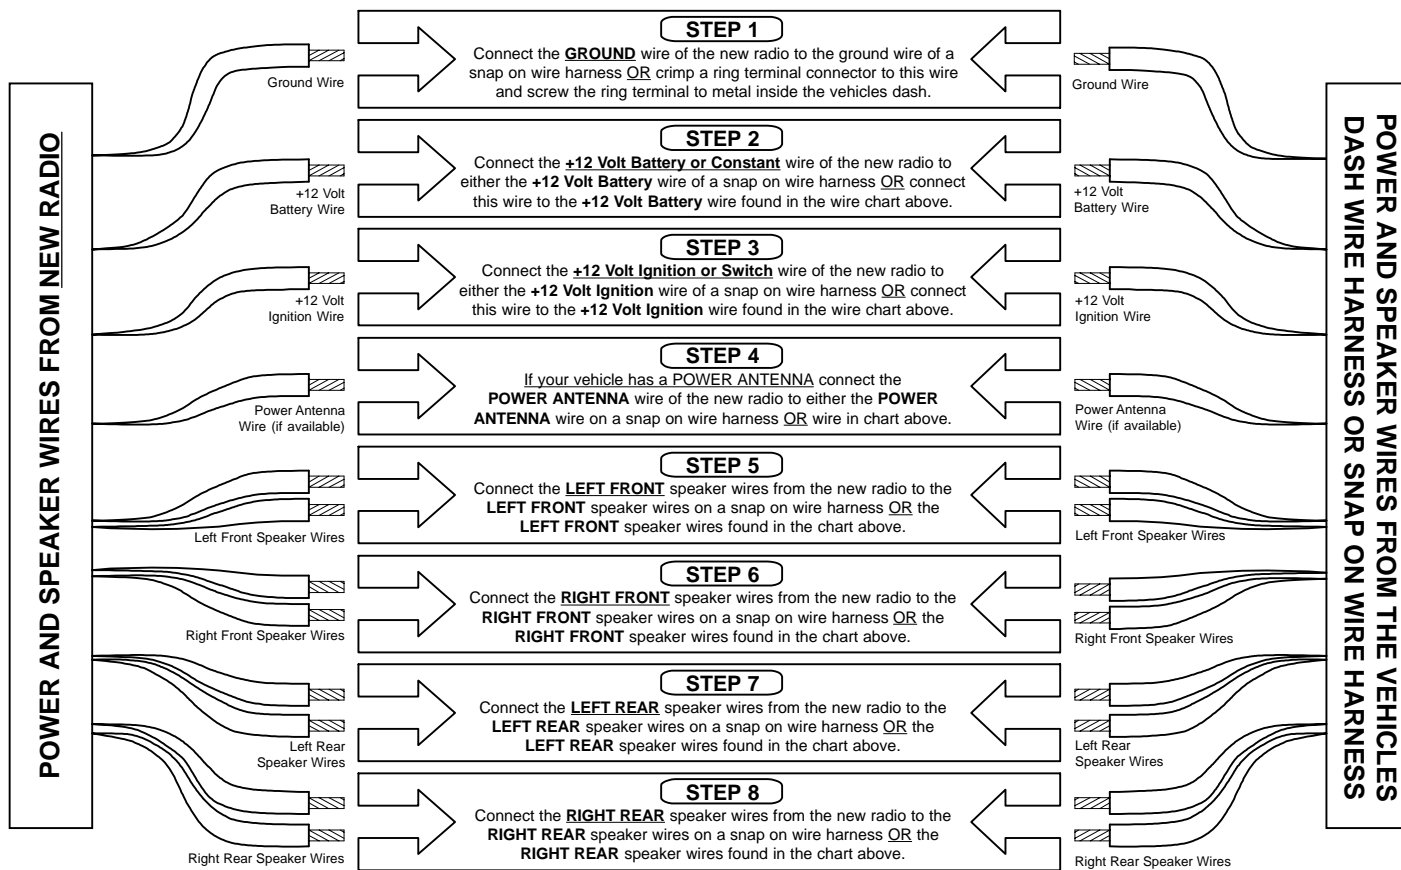 POWER AND SPEAKER WIRES FROM NEW RADIO
STEP 1
Connect the GROUND wire of the new radio to the ground wire of a
snap on wire harness OR crimp a ring terminal connector to this wire
and screw the ring terminal to metal inside the vehicles dash.
Ground Wire
Ground Wire
STEP 2
Connect the +12 Volt Battery or Constant wire of the new radio to
either the +12 Volt Battery wire of a snap on wire harness OR connect
this wire to the +12 Volt Battery wire found in the wire chart above.
+12 Volt
Battery Wire
+12 Volt
Battery Wire
STEP 3
Connect the +12 Volt Ignition or Switch wire of the new radio to
either the +12 Volt Ignition wire of a snap on wire harness OR connect
this wire to the +12 Volt Ignition wire found in the wire chart above.
+12 Volt
Ignition Wire
+12 Volt
Ignition Wire
STEP 4
If your vehicle has a POWER ANTENNA connect the
POWER ANTENNA wire of the new radio to either the POWER
ANTENNA wire on a snap on wire harness OR wire in chart above.
Power Antenna
Wire (if available)
Power Antenna
Wire (if available)
STEP 5
Connect the LEFT FRONT speaker wires from the new radio to the
LEFT FRONT speaker wires on a snap on wire harness OR the
LEFT FRONT speaker wires found in the chart above.
Left Front Speaker Wires
Left Front Speaker Wires
STEP 6
Connect the RIGHT FRONT speaker wires from the new radio to the
RIGHT FRONT speaker wires on a snap on wire harness OR the
RIGHT FRONT speaker wires found in the chart above.
Right Front Speaker Wires
Right Front Speaker Wires
STEP 7
Connect the LEFT REAR speaker wires from the new radio to the
LEFT REAR speaker wires on a snap on wire harness OR the
LEFT REAR speaker wires found in the chart above.
Left Rear
Speaker Wires
Left Rear
Speaker Wires
STEP 8
Connect the RIGHT REAR speaker wires from the new radio to the
RIGHT REAR speaker wires on a snap on wire harness OR the
RIGHT REAR speaker wires found in the chart above.
Right Rear Speaker Wires
Right Rear Speaker Wires
POWER AND SPEAKER WIRES FROM THE VEHICLES
DASH WIRE HARNESS OR SNAP ON WIRE HARNESS